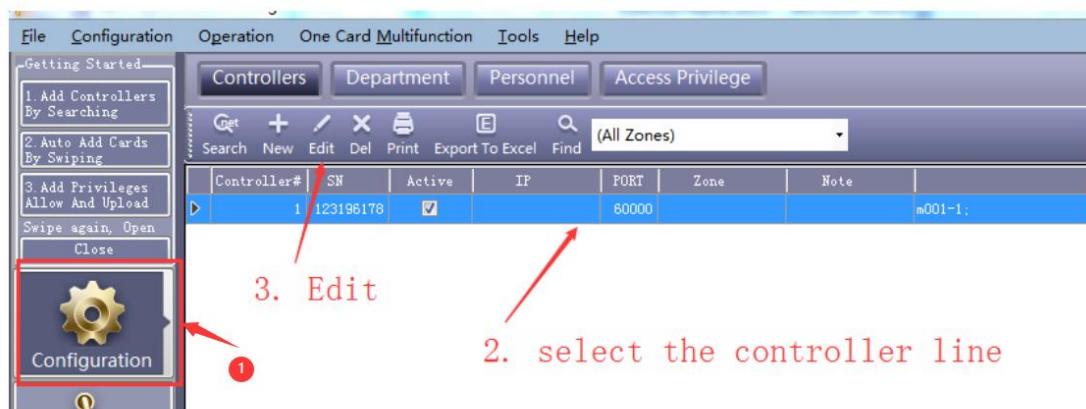 File Configuration Operation One Card Multifunction Tools Help
Getting Started
1. Add Controllers
By Searching
2. Auto Add Cards
By Swiping
3. Add Privileges
Allow And Upload
Swipe again, Open
Close
Configuration
Controllers Department Personnel Access Privilege
Get
Search New Edit Del Print Export To Excel Find (All Zones)
Controller# SN Active IP PORT Zone Note
1 123196178 60000 m001-1;
3. Edit
2. select the controller line
1